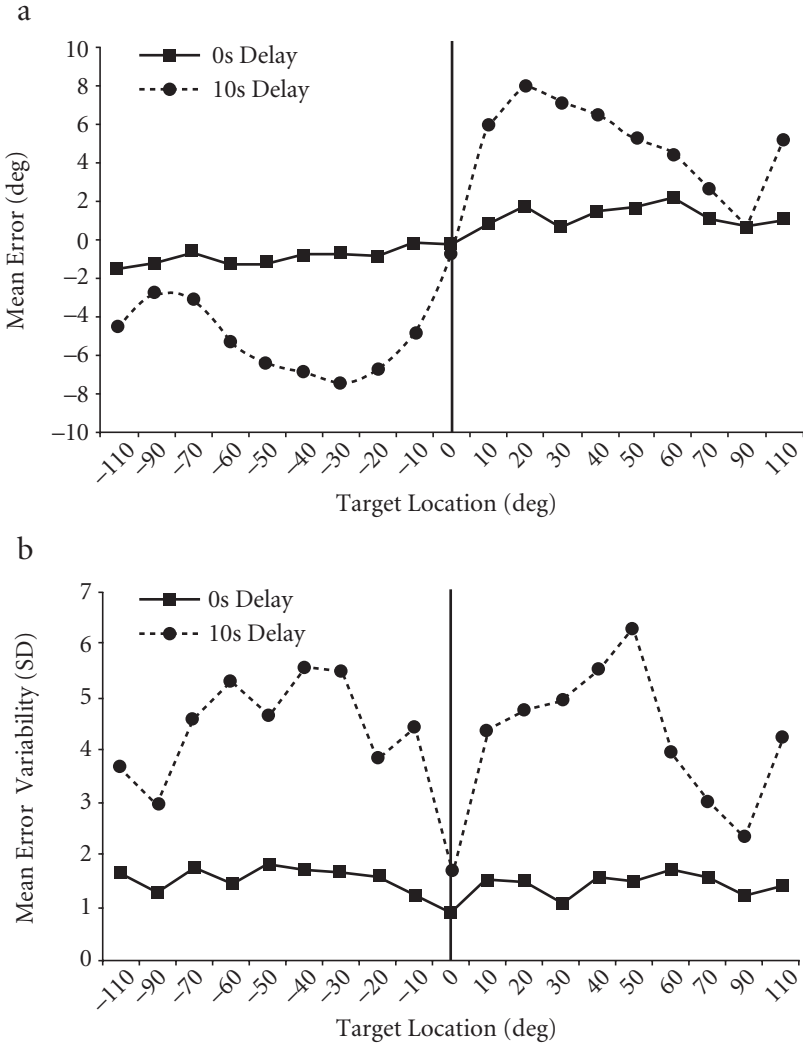 a
0s Delay
10s Delay
10
8
6
4
2
0
−2
−4
−6
−8
−10
Mean Error (deg)
−110 −90 −70 −60 −50 −40 −30 −20 −10 0 10 20 30 40 50 60 70 90 110
Target Location (deg)
b
0s Delay
10s Delay
7
6
5
4
3
2
1
0
Mean Error Variability (SD)
−110 −90 −70 −60 −50 −40 −30 −20 −10 0 10 20 30 40 50 60 50 90 110
Target Location (deg)